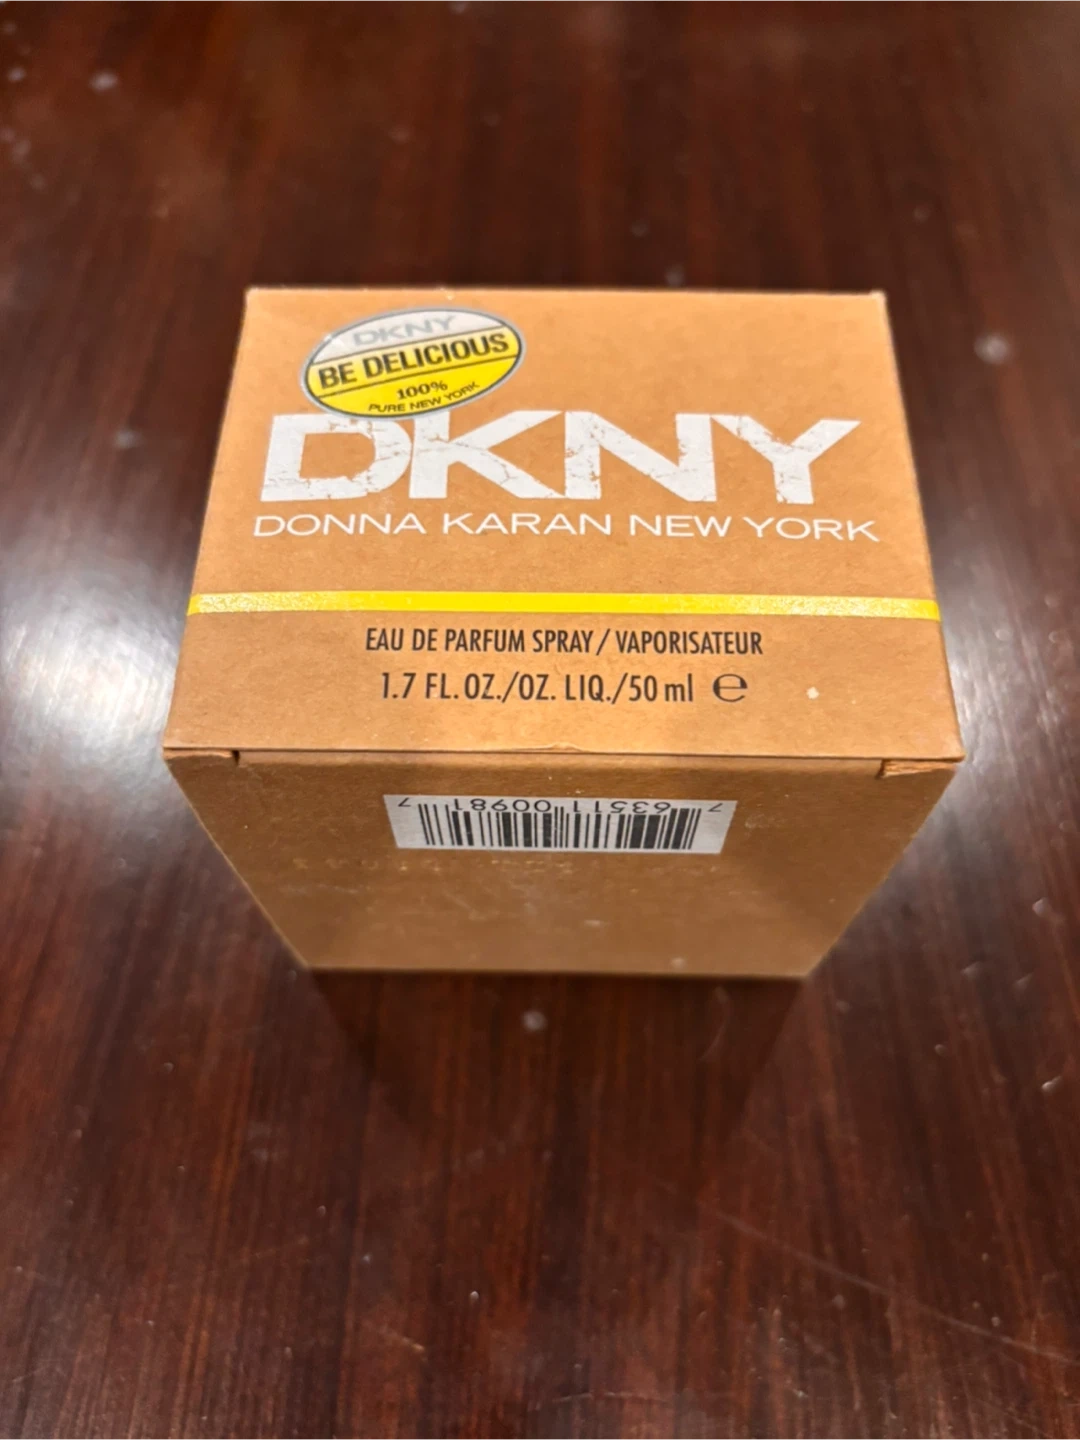 DKNY
BE DELICIOUS
100%
PURE NEW YORK
DKNY
DONNA KARAN NEW YORK
EAU DE PARFUM SPRAY / VAPORISATEUR
1.7 FL. OZ./OZ. LIQ./50 ml ℮
7 63511 00981 7